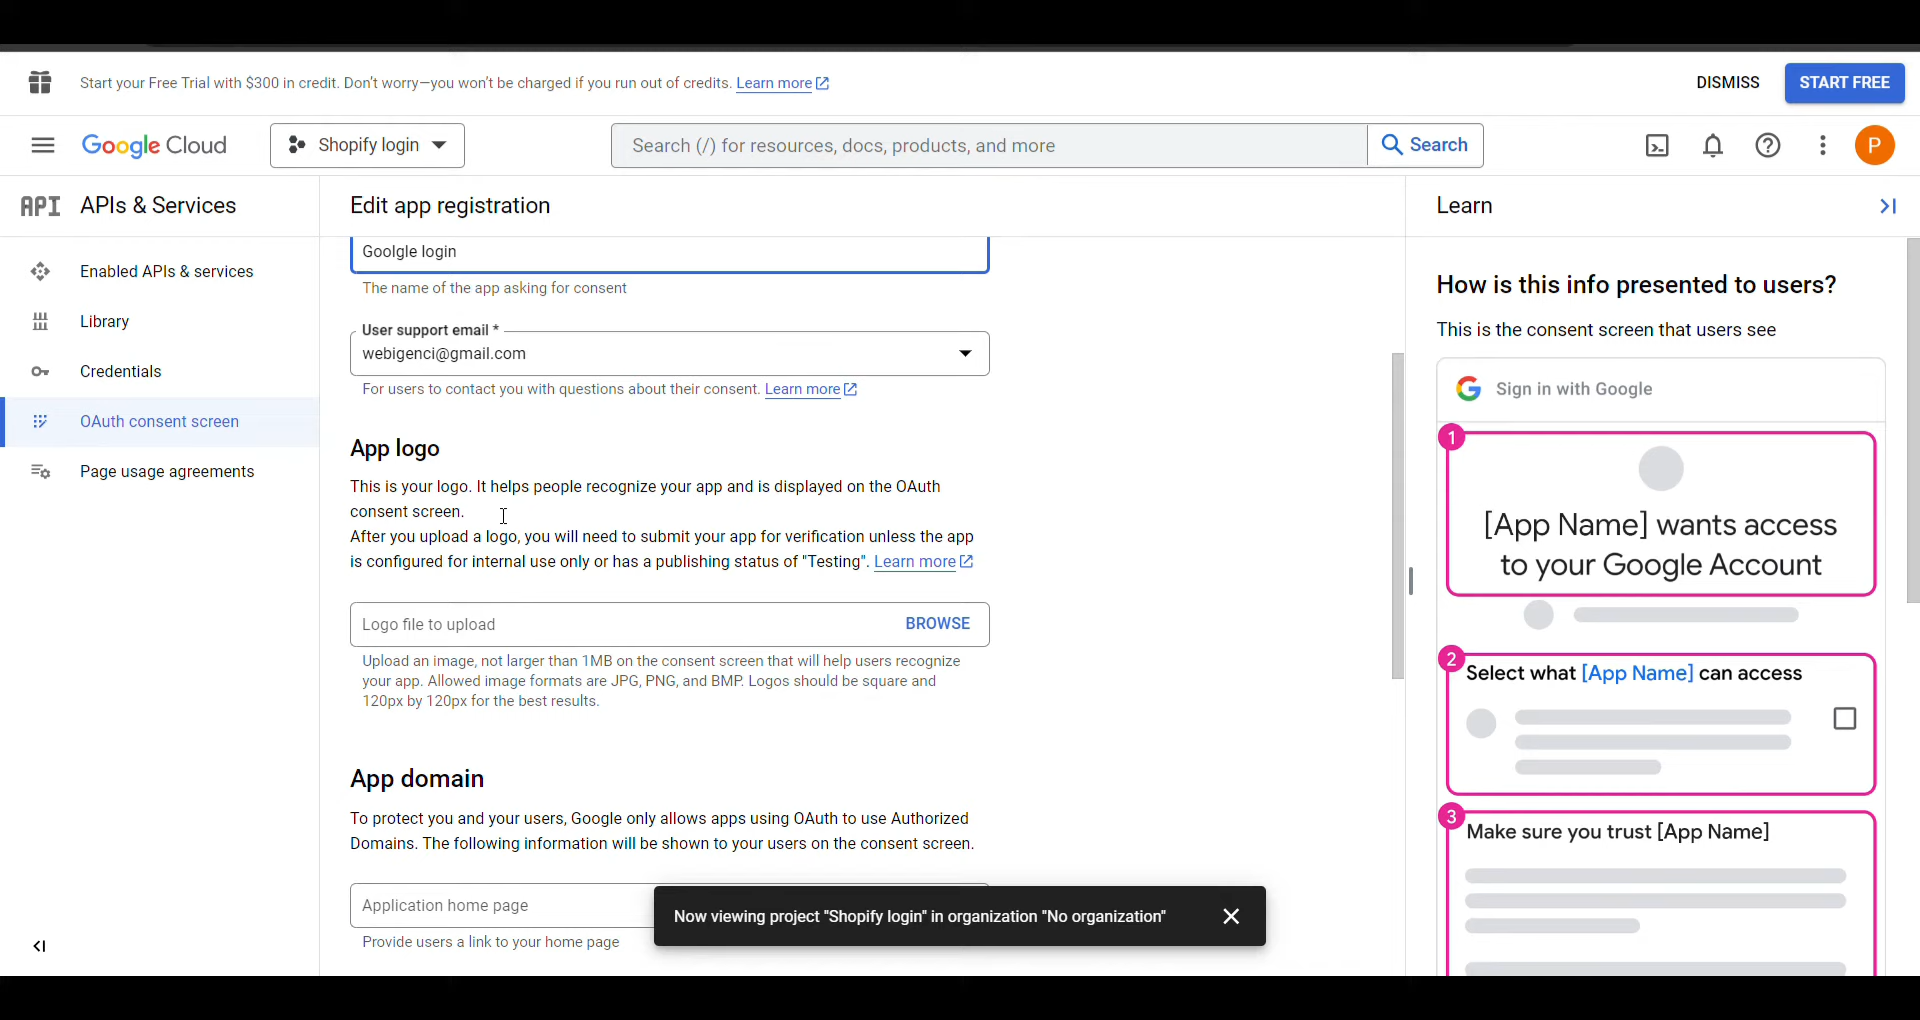 Start your Free Trial with $300 in credit. Don't worry—you won't be charged if you run out of credits. Learn more
DISMISS
START FREE
Google Cloud
Shopify login
Search (/) for resources, docs, products, and more
Search
P
API
APIs & Services
Edit app registration
Learn
Enabled APIs & services
Library
Credentials
OAuth consent screen
Page usage agreements
Goolgle login
The name of the app asking for consent
User support email *
webigenci@gmail.com
For users to contact you with questions about their consent. Learn more
App logo
This is your logo. It helps people recognize your app and is displayed on the OAuth
consent screen.
After you upload a logo, you will need to submit your app for verification unless the app
is configured for internal use only or has a publishing status of "Testing". Learn more
Logo file to upload
BROWSE
Upload an image, not larger than 1MB on the consent screen that will help users recognize
your app. Allowed image formats are JPG, PNG, and BMP. Logos should be square and
120px by 120px for the best results.
App domain
To protect you and your users, Google only allows apps using OAuth to use Authorized
Domains. The following information will be shown to your users on the consent screen.
Application home page
Provide users a link to your home page
Now viewing project "Shopify login" in organization "No organization"
How is this info presented to users?
This is the consent screen that users see
G Sign in with Google
1
[App Name] wants access
to your Google Account
2
Select what [App Name] can access
3
Make sure you trust [App Name]